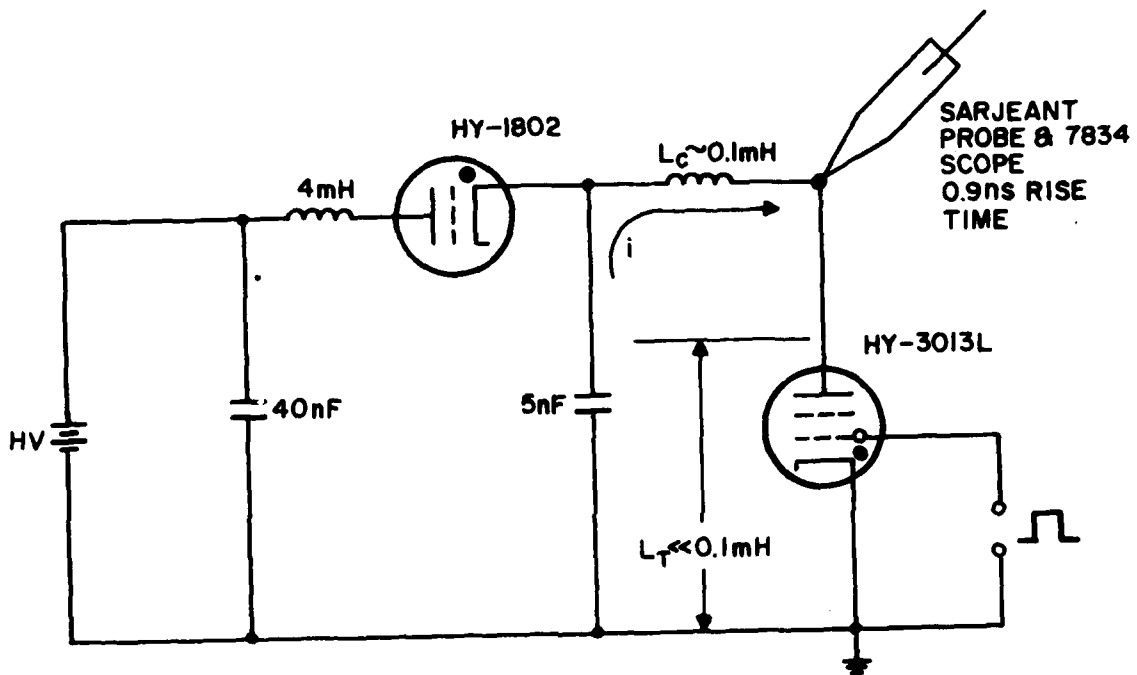 HY-1802
4mH
L_C~0.1mH
SARJEANT
PROBE & 7834
SCOPE
0.9ns RISE
TIME
i
HY-3013L
HV
40nF
5nF
L_T<<0.1mH